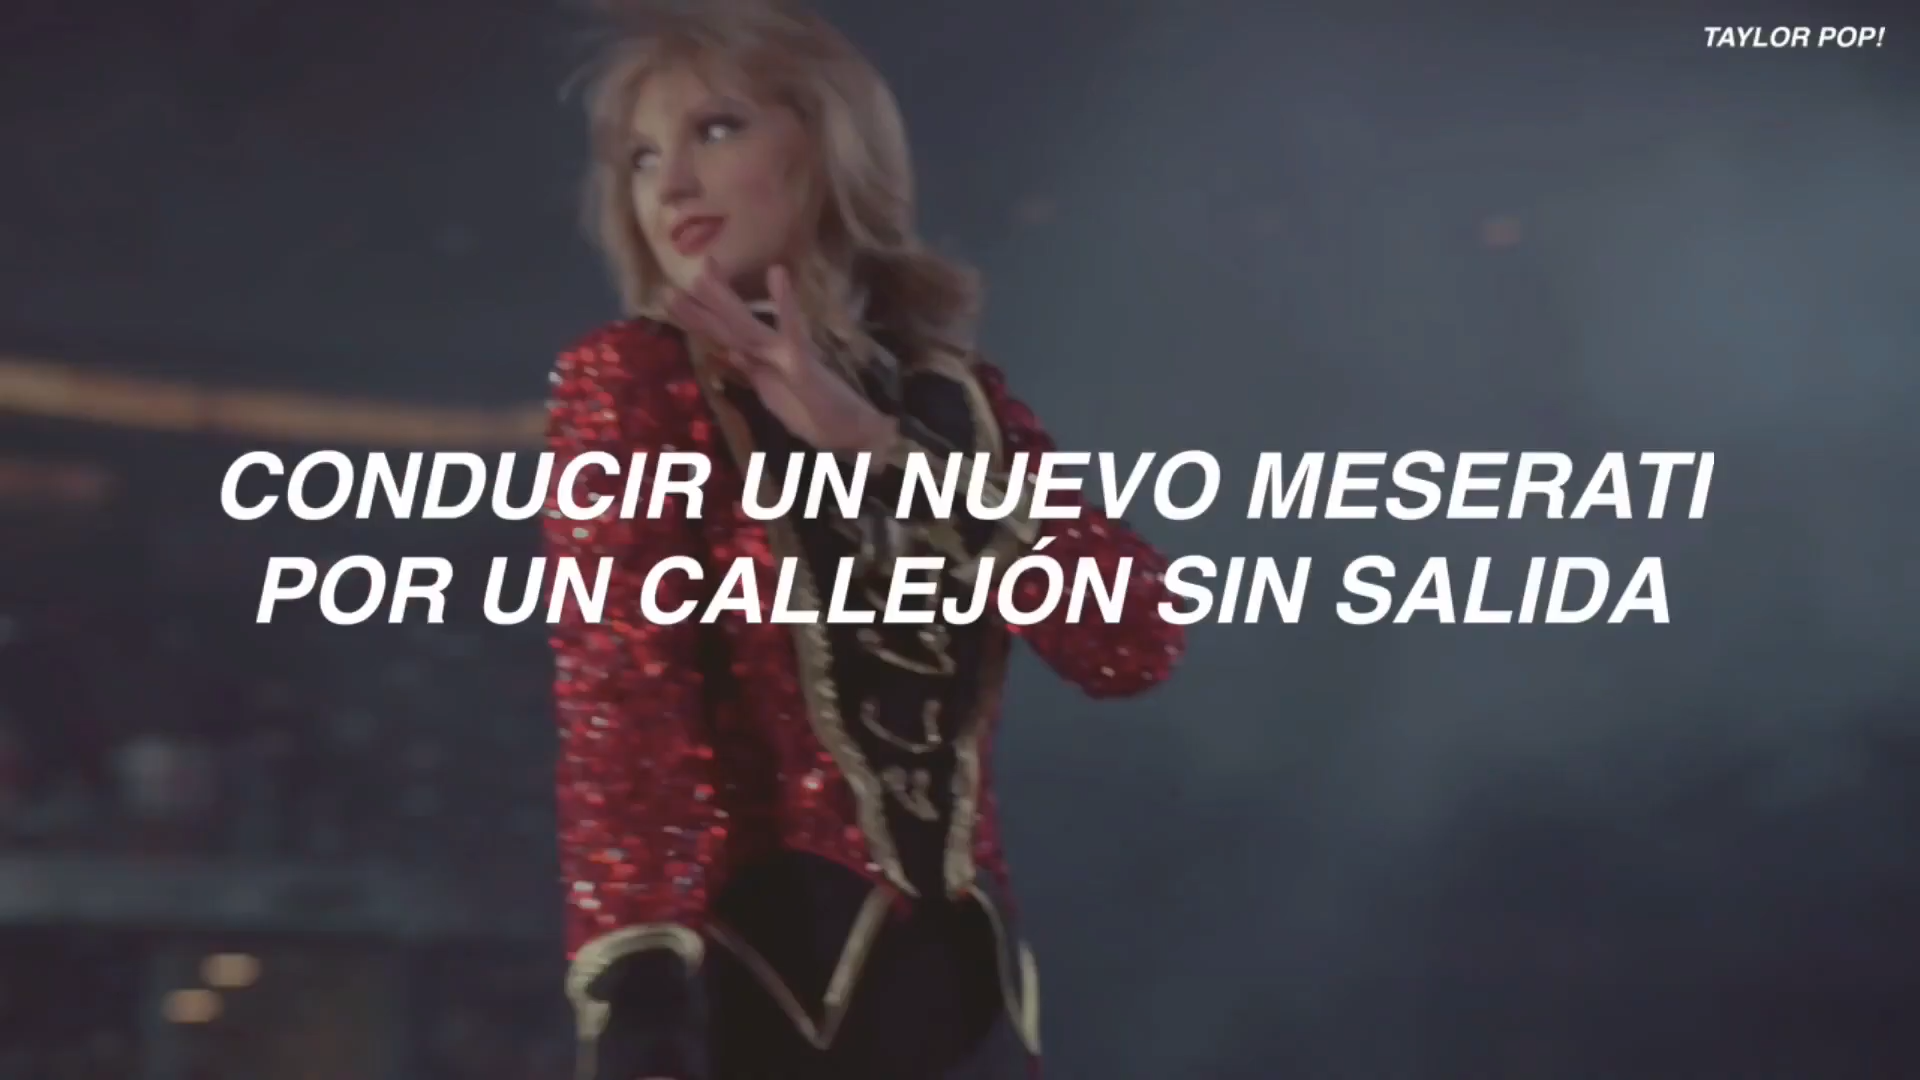 TAYLOR POP!
CONDUCIR UN NUEVO MESERATI
POR UN CALLEJÓN SIN SALIDA